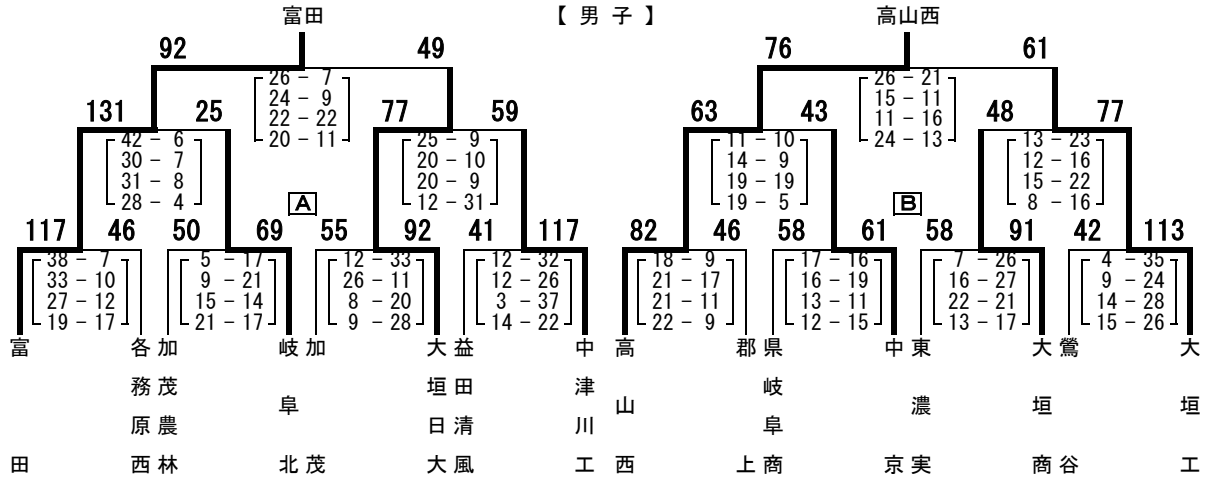 富田 【 男 子 】 高山西
92 49 76 61
26 - 7
24 - 9
22 - 22
20 - 11
26 - 21
15 - 11
11 - 16
24 - 13
131 25 77 59 63 43 48 77
42 - 6
30 - 7
31 - 8
28 - 4
25 - 9
20 - 10
20 - 9
12 - 31
11 - 10
14 - 9
19 - 19
19 - 5
13 - 23
12 - 16
15 - 22
8 - 16
A B
117 46 50 69 55 92 41 117 82 46 58 61 58 91 42 113
38 - 7
33 - 10
27 - 12
19 - 17
5 - 17
9 - 21
15 - 14
21 - 17
12 - 33
26 - 11
8 - 20
9 - 28
12 - 32
12 - 26
3 - 37
14 - 22
18 - 9
21 - 17
21 - 11
22 - 9
17 - 16
16 - 19
13 - 11
12 - 15
7 - 26
16 - 27
22 - 21
13 - 17
4 - 35
9 - 24
14 - 28
15 - 26
富田
各務原西
加茂農林
岐阜北
加茂
大垣日大
益田清風
中津川工
高山西
郡上
県岐阜商
中京
東濃実
大垣商
鶯谷
大垣工